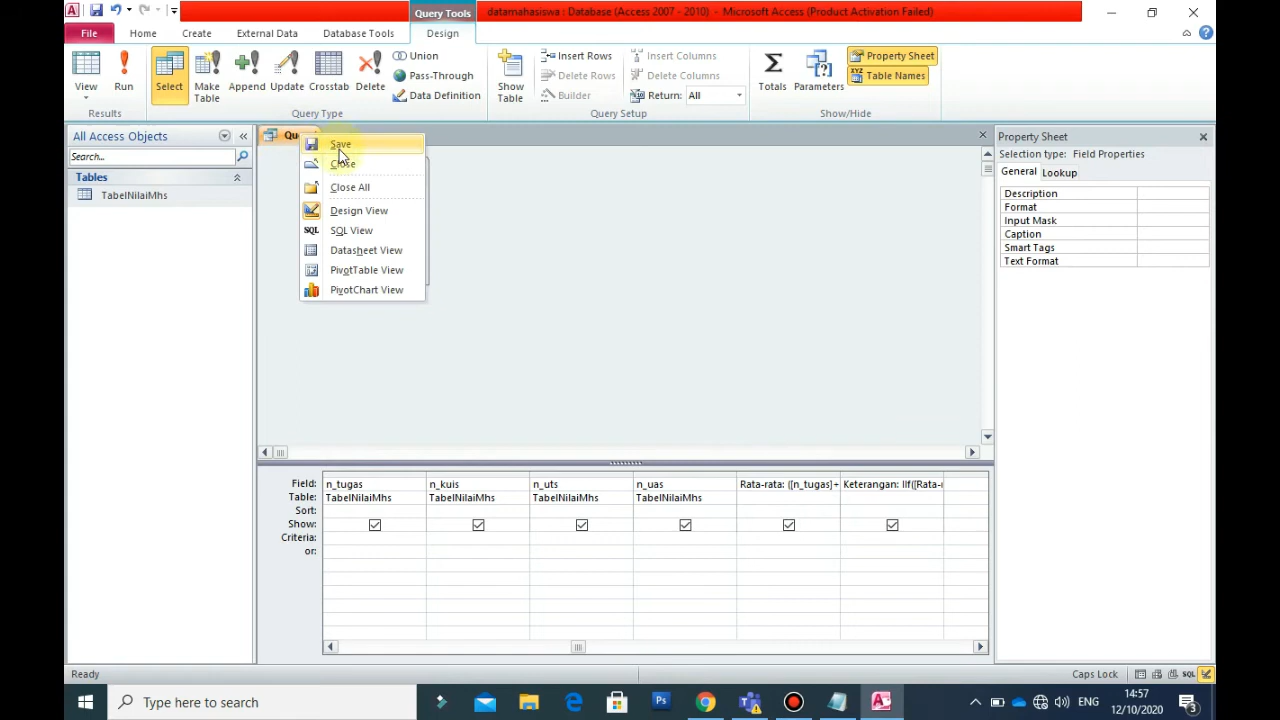 Query Tools
datamahasiswa : Database (Access 2007 - 2010) - Microsoft Access (Product Activation Failed)
File Home Create External Data Database Tools Design
View
Run
Select
Make Table
Append
Update
Crosstab
Delete
Union
Pass-Through
Data Definition
Show Table
Insert Rows
Delete Rows
Builder
Insert Columns
Delete Columns
Return: All
Totals
Parameters
Property Sheet
Table Names
Results Query Type Query Setup Show/Hide
All Access Objects
Search...
Tables
TabelNilaiMhs
Save
Close
Close All
Design View
SQL SQL View
Datasheet View
PivotTable View
PivotChart View
Property Sheet
Selection type: Field Properties
General Lookup
Description
Format
Input Mask
Caption
Smart Tags
Text Format
Field: n_tugas n_kuis n_uts n_uas Rata-rata: ([n_tugas]+ Keterangan: IIf([Rata-r
Table: TabelNilaiMhs TabelNilaiMhs TabelNilaiMhs TabelNilaiMhs
Sort:
Show:
Criteria:
or:
Ready Caps Lock SQL
Type here to search
Ps
ENG
14:57
12/10/2020
3